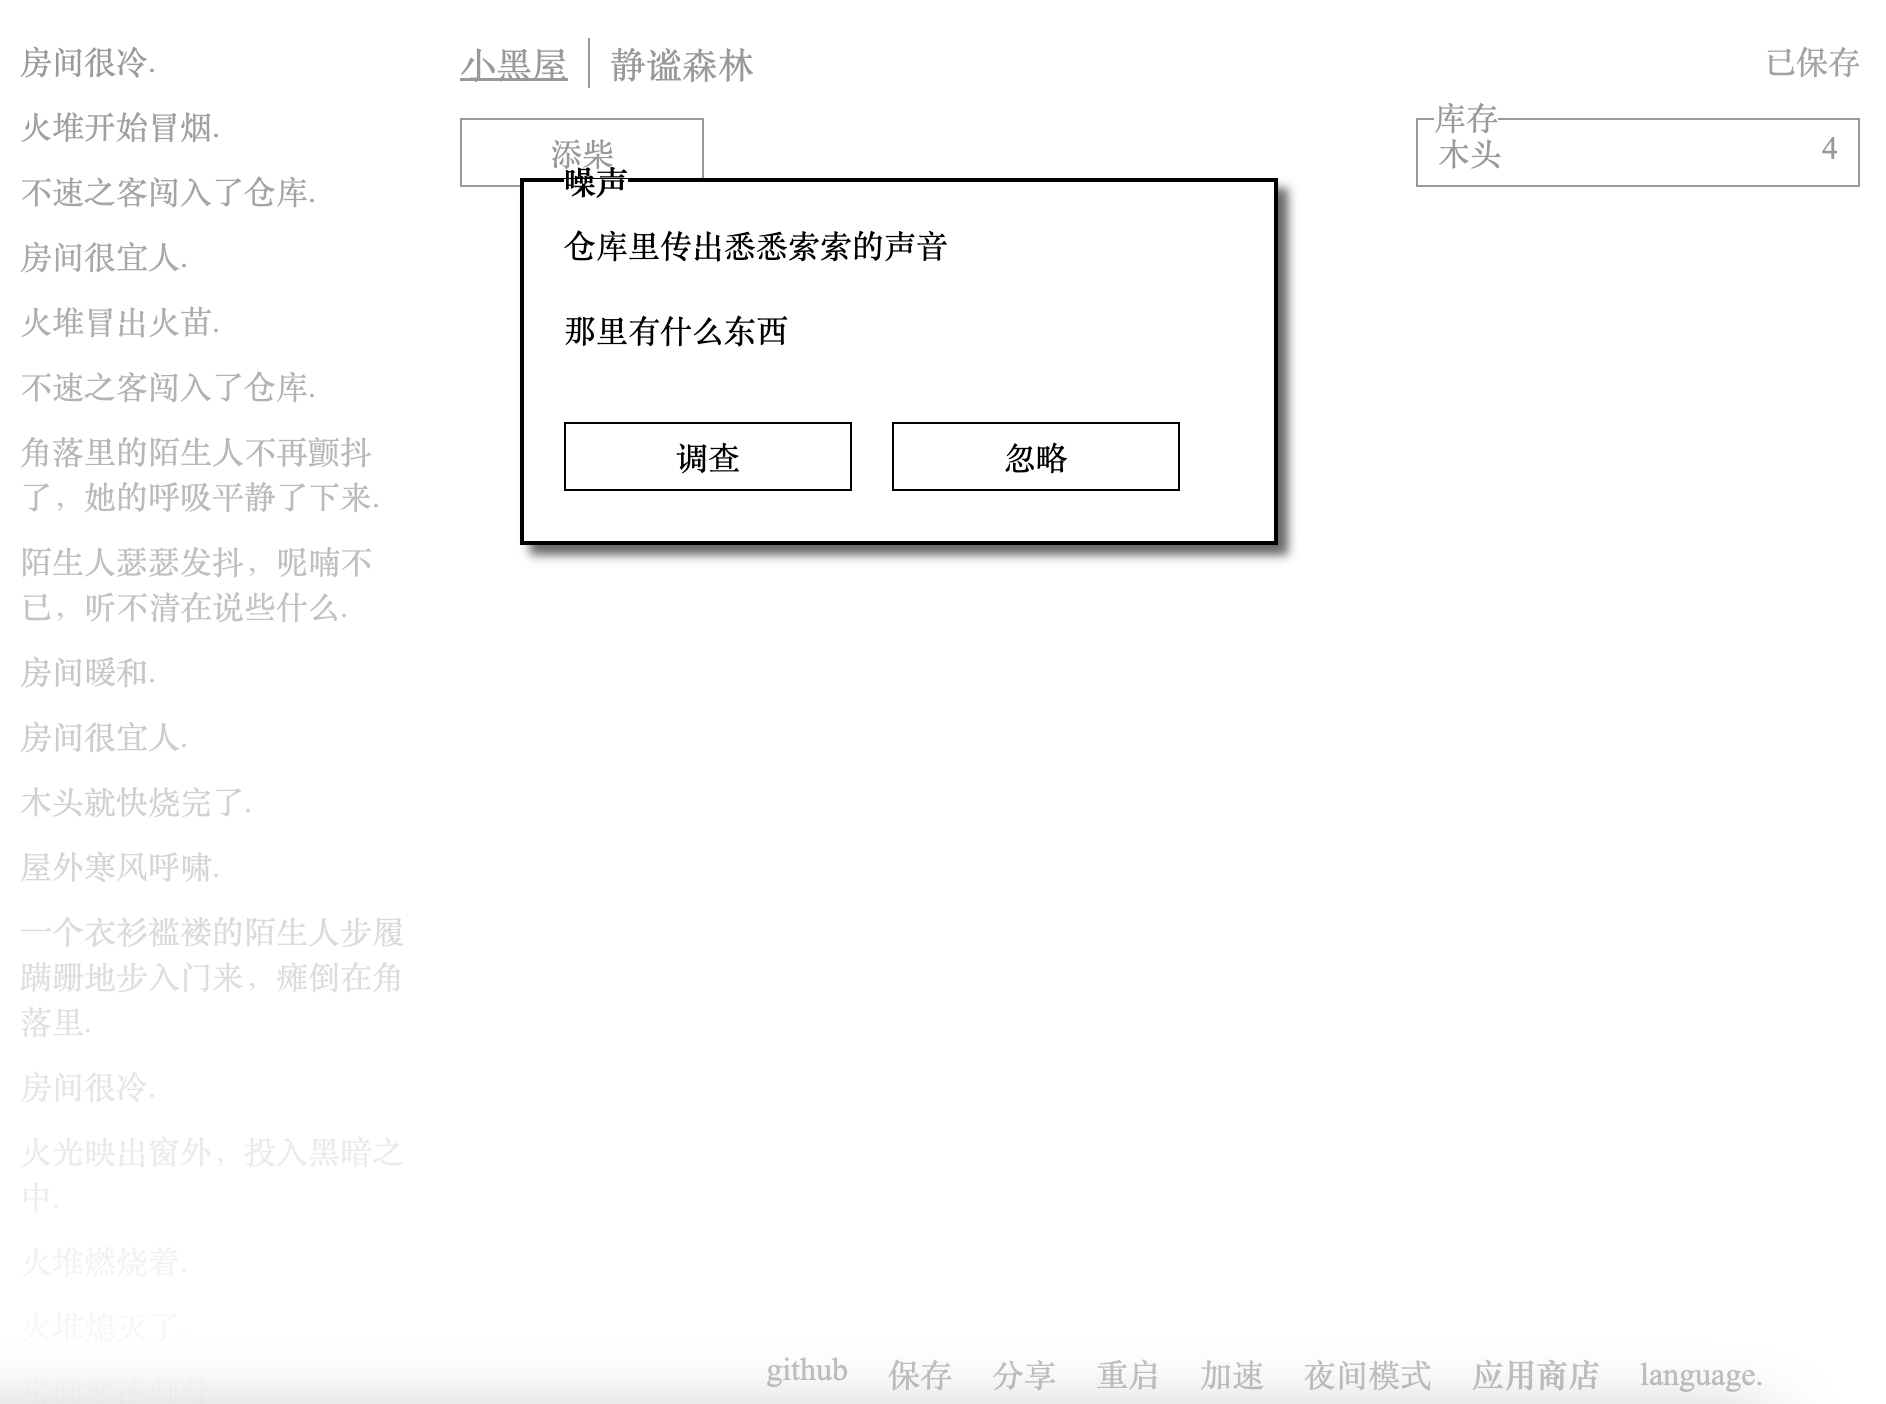 房间很冷.
火堆开始冒烟.
不速之客闯入了仓库.
房间很宜人.
火堆冒出火苗.
不速之客闯入了仓库.
角落里的陌生人不再颤抖
了，她的呼吸平静了下来.
陌生人瑟瑟发抖，呢喃不
已，听不清在说些什么.
房间暖和.
房间很宜人.
木头就快烧完了.
屋外寒风呼啸.
一个衣衫褴褛的陌生人步履
蹒跚地步入门来，瘫倒在角
落里.
房间很冷.
火光映出窗外，投入黑暗之
中.
火堆燃烧着.
火堆熄灭了.
房间寒冷刺骨
小黑屋 静谧森林
添柴
噪声
仓库里传出悉悉索索的声音
那里有什么东西
调查 忽略
已保存
库存
木头 4
github 保存 分享 重启 加速 夜间模式 应用商店 language.